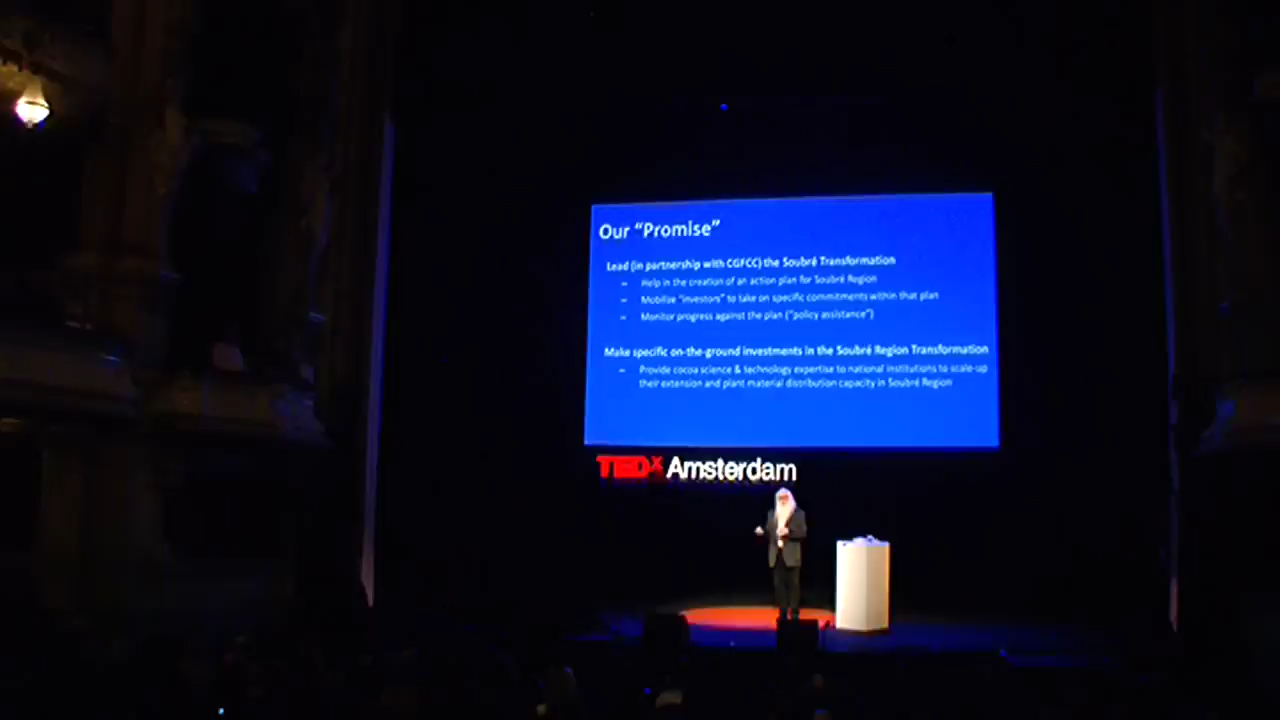 Our “Promise”
Lead (in partnership with CGFCC) the Soubré Transformation
– Help in the creation of an action plan for Soubré Region
– Mobilise “investors” to take on specific commitments within that plan
– Monitor progress against the plan (“policy assistance”)
Make specific on-the-ground investments in the Soubré Region Transformation
– Provide cocoa science & technology expertise to national institutions to scale-up
their extension and plant material distribution capacity in Soubré Region
TEDx Amsterdam